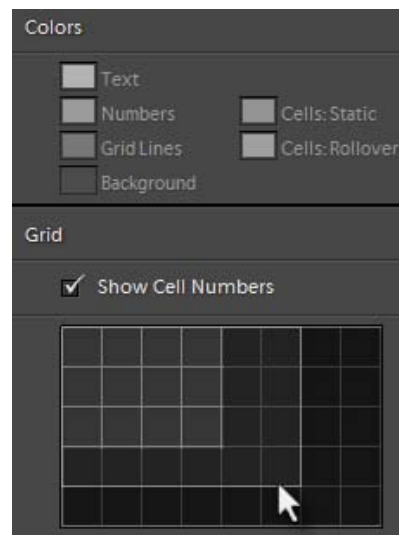 Colors
Text
Numbers Cells: Static
Grid Lines Cells: Rollover
Background
Grid
Show Cell Numbers